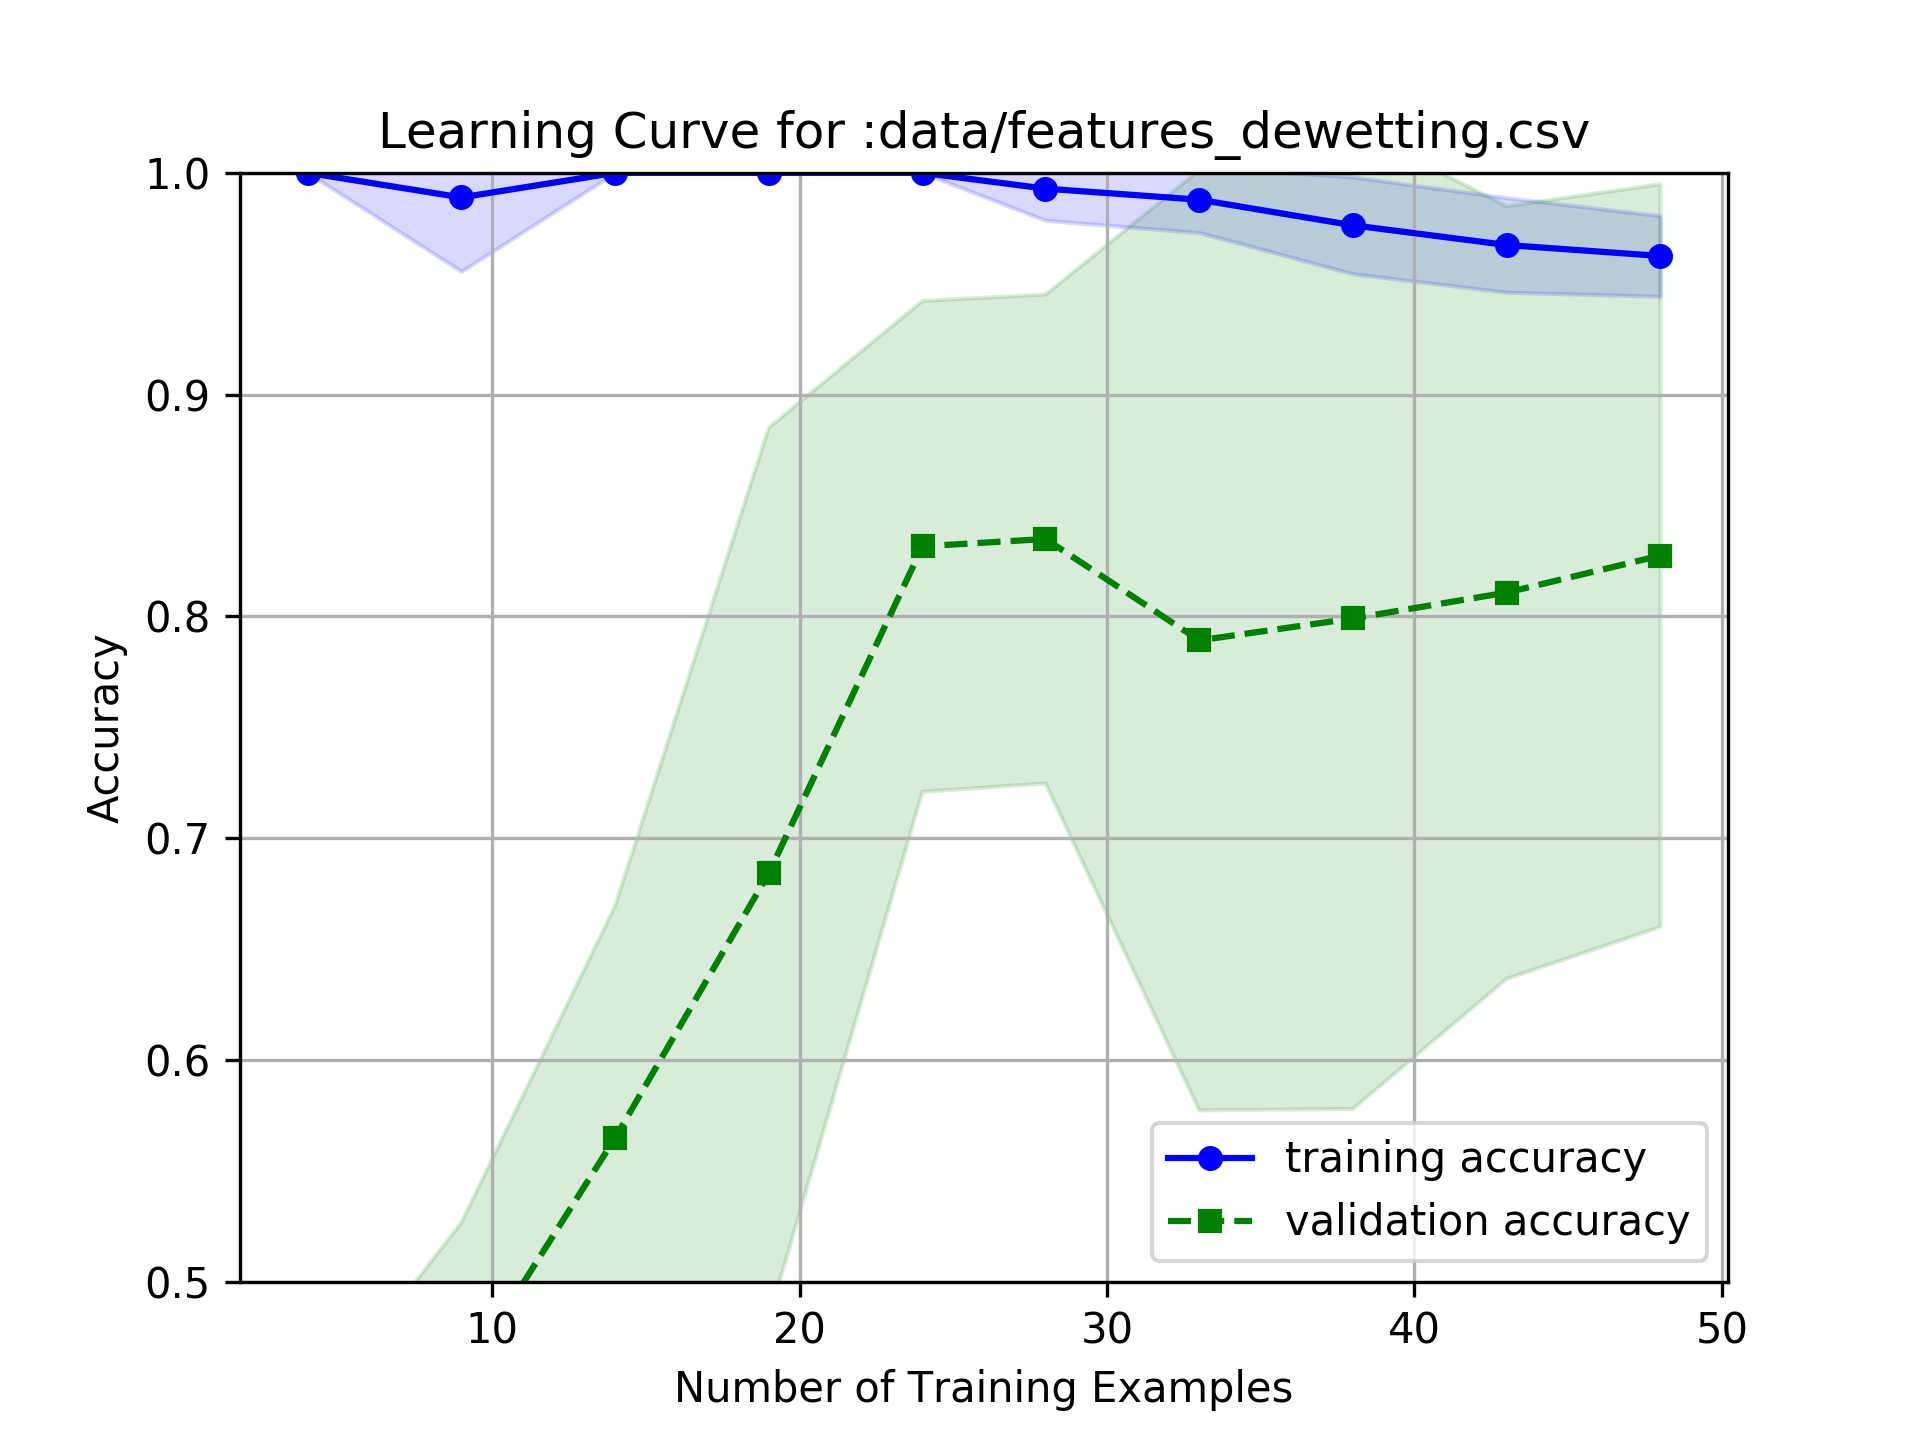 Learning Curve for :data/features_dewetting.csv
1.0
0.9
0.8
0.7
0.6
0.5
Accuracy
10 20 30 40 50
Number of Training Examples
training accuracy
validation accuracy